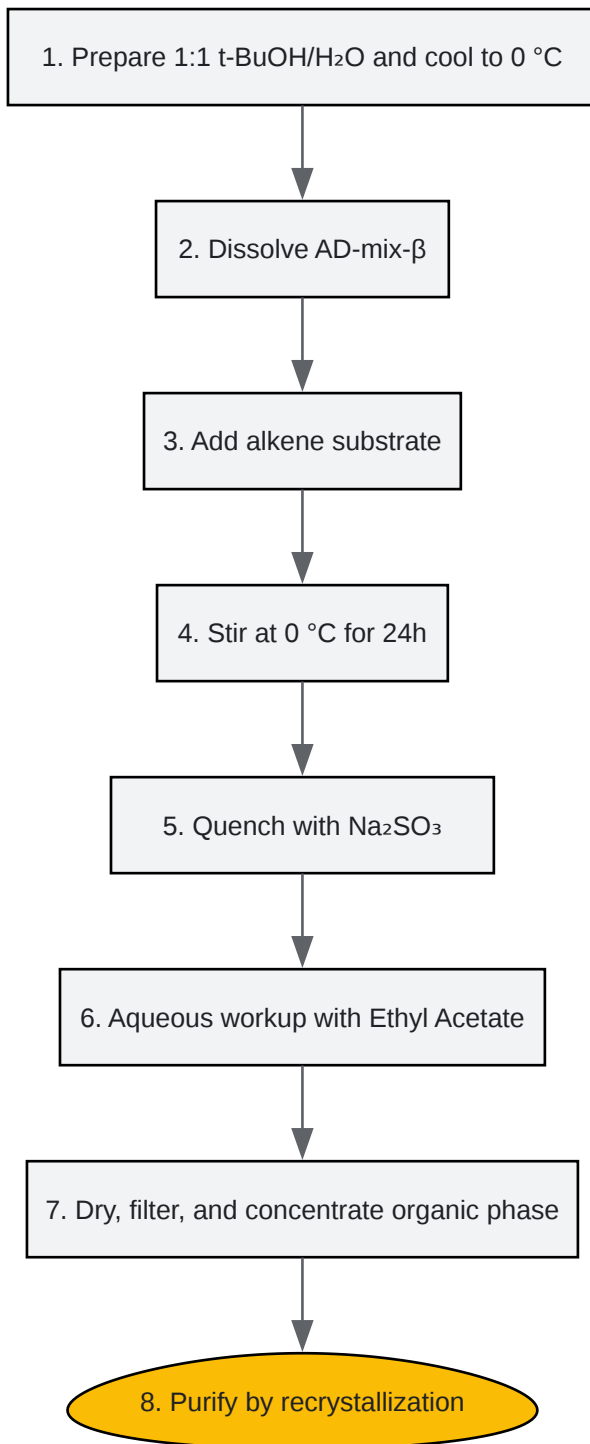 1. Prepare 1:1 t-BuOH/H₂O and cool to 0 °C
2. Dissolve AD-mix-β
3. Add alkene substrate
4. Stir at 0 °C for 24h
5. Quench with Na₂SO₃
6. Aqueous workup with Ethyl Acetate
7. Dry, filter, and concentrate organic phase
8. Purify by recrystallization